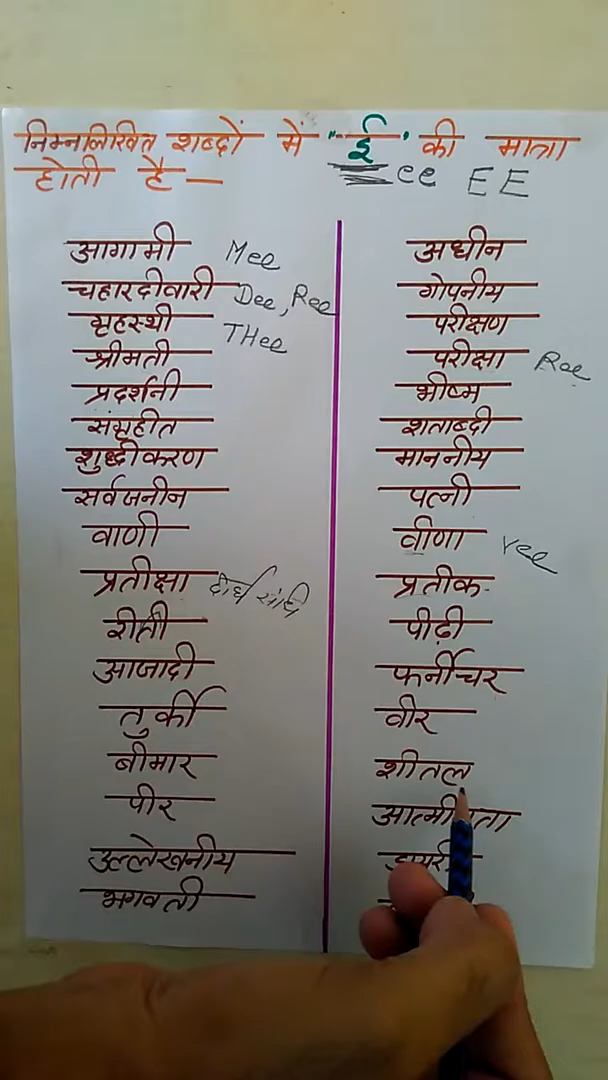 निम्नलिखित शब्दों में "ई" की मात्रा
होती है — ee EE
आगामी Mee
चहारदीवारी Dee, Ree
गृहस्थी THee
श्रीमती
प्रदर्शनी
संग्रहीत
शुद्धीकरण
सर्वजनीन
वाणी
प्रतीक्षा दीर्घ संधि
रीती
आजादी
तुर्की
बीमार
पीर
उल्लेखनीय
भगवती
अधीन
गोपनीय
परीक्षण
परीक्षा Ree
भीष्म
शताब्दी
माननीय
पत्नी
वीणा vee
प्रतीक
पीढ़ी
फर्नीचर
वीर
शीतल